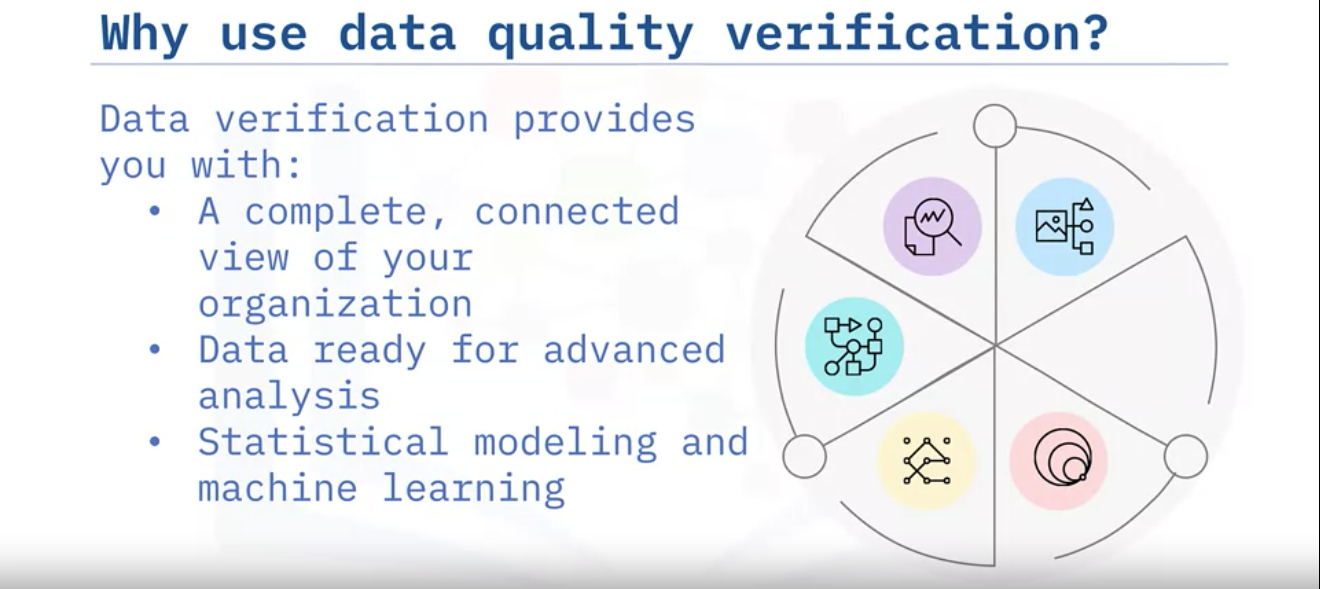 Why use data quality verification?
Data verification provides
you with:
• A complete, connected
view of your
organization
• Data ready for advanced
analysis
• Statistical modeling and
machine learning